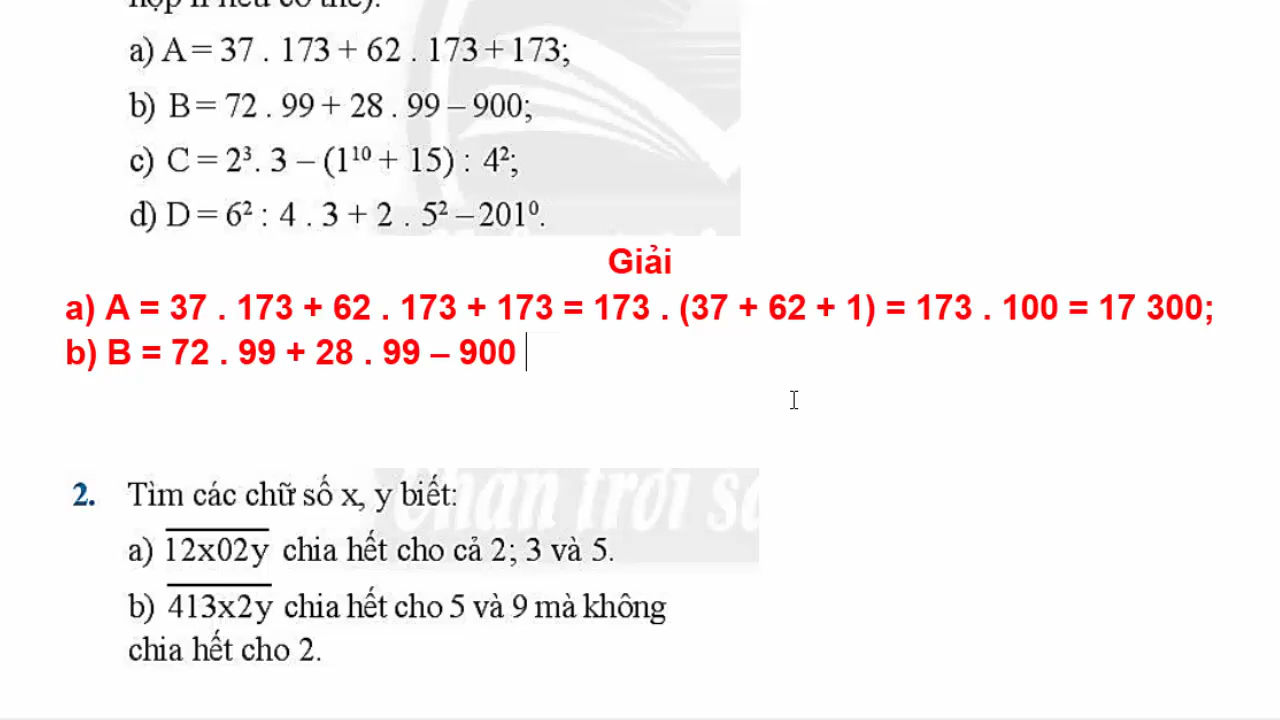 a) A = 37 . 173 + 62 . 173 + 173;
b) B = 72 . 99 + 28 . 99 – 900;
c) C = 2³. 3 – (1¹⁰ + 15) : 4²;
d) D = 6² : 4 . 3 + 2 . 5² – 201⁰.
Giải
a) A = 37 . 173 + 62 . 173 + 173 = 173 . (37 + 62 + 1) = 173 . 100 = 17 300;
b) B = 72 . 99 + 28 . 99 – 900
Chân trời sá
2. Tìm các chữ số x, y biết:
a) 12x02y chia hết cho cả 2; 3 và 5.
b) 413x2y chia hết cho 5 và 9 mà không
chia hết cho 2.